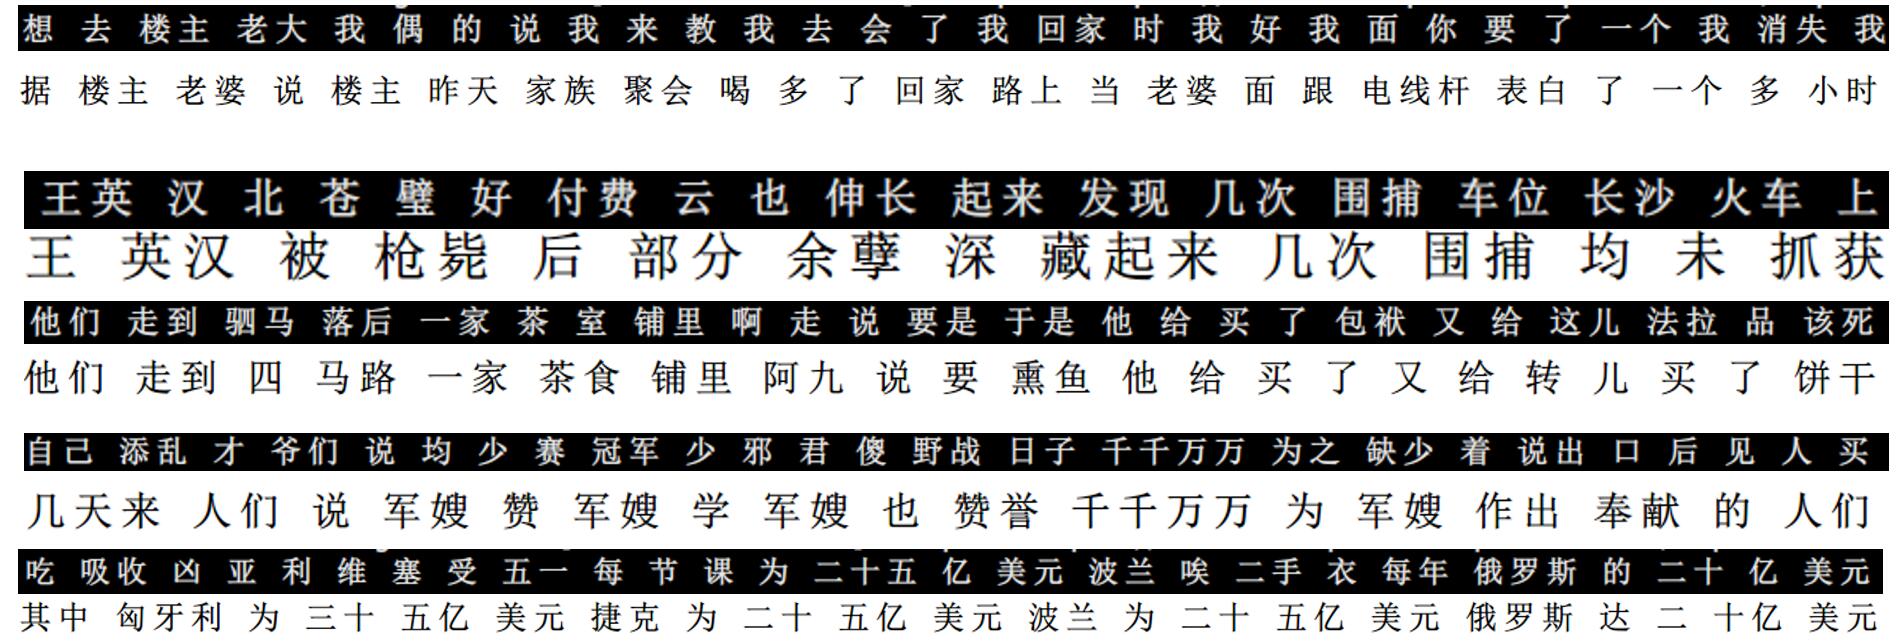 想 去 楼主 老大 我 偶 的 说 我 来 教 我 去 会 了 我 回家 时 我 好 我 面 你 要 了 一个 我 消失 我
据 楼主 老婆 说 楼主 昨天 家族 聚会 喝 多 了 回家 路上 当 老婆 面 跟 电线杆 表白 了 一个 多 小时
王英 汉 北 苍 璧 好 付费 云 也 伸长 起来 发现 几次 围捕 车位 长沙 火车 上
王 英汉 被 枪毙 后 部分 余孽 深 藏起来 几次 围捕 均 未 抓获
他们 走到 驷马 落后 一家 茶 室 铺里 啊 走 说 要是 于是 他 给 买 了 包袱 又 给 这儿 法拉 品 该死
他们 走到 四 马路 一家 茶食 铺里 阿九 说 要 熏鱼 他 给 买 了 又 给 转 儿 买 了 饼干
自己 添乱 才 爷们 说 均 少 赛 冠军 少 邪 君 傻 野战 日子 千千万万 为之 缺少 着 说出 口 后 见 人 买
几天来 人们 说 军嫂 赞 军嫂 学 军嫂 也 赞誉 千千万万 为 军嫂 作出 奉献 的 人们
吃 吸收 凶 亚 利 维 塞 受 五一 每 节 课 为 二十五 亿 美元 波兰 唉 二手 衣 每年 俄罗斯 的 二十 亿 美元
其中 匈牙利 为 三十 五亿 美元 捷克 为 二十 五亿 美元 波兰 为 二十 五亿 美元 俄罗斯 达 二 十亿 美元